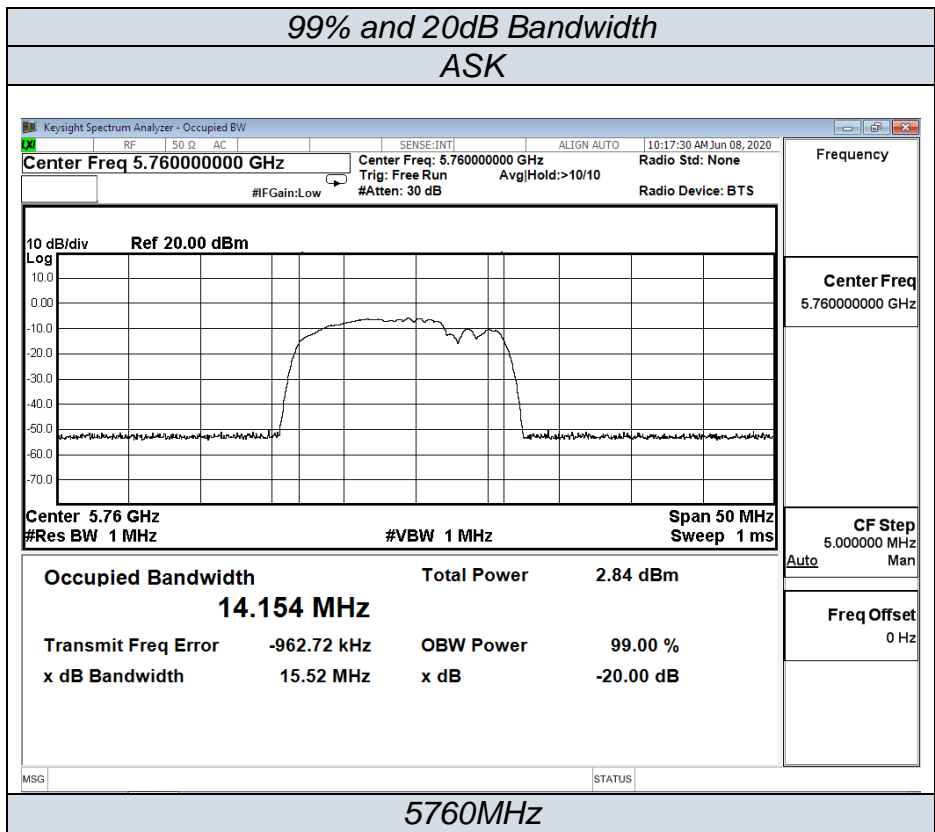 99% and 20dB Bandwidth
ASK
Keysight Spectrum Analyzer - Occupied BW
LXI RF 50 Ω AC SENSE:INT ALIGN AUTO 10:17:30 AM Jun 08, 2020
Center Freq 5.760000000 GHz
Center Freq: 5.760000000 GHz Radio Std: None
Trig: Free Run Avg|Hold:>10/10
#IFGain:Low #Atten: 30 dB Radio Device: BTS
Frequency
10 dB/div Ref 20.00 dBm
Log
10.0
0.00
-10.0
-20.0
-30.0
-40.0
-50.0
-60.0
-70.0
Center 5.76 GHz Span 50 MHz
#Res BW 1 MHz #VBW 1 MHz Sweep 1 ms
Center Freq
5.760000000 GHz
CF Step
5.000000 MHz
Auto Man
Freq Offset
0 Hz
Occupied Bandwidth Total Power 2.84 dBm
14.154 MHz
Transmit Freq Error -962.72 kHz OBW Power 99.00 %
x dB Bandwidth 15.52 MHz x dB -20.00 dB
MSG STATUS
5760MHz